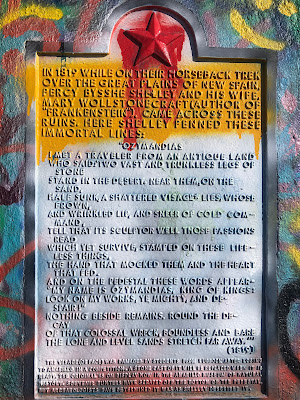 IN 1819 WHILE ON THEIR HORSEBACK TREK
OVER THE GREAT PLAINS OF NEW SPAIN,
PERCY BYSSHE SHELLEY AND HIS WIFE,
MARY WOLLSTONECRAFT (AUTHOR OF
"FRANKENSTEIN"), CAME ACROSS THESE
RUINS. HERE SHELLEY PENNED THESE
IMMORTAL LINES:
"OZYMANDIAS
I MET A TRAVELER FROM AN ANTIQUE LAND
WHO SAID: TWO VAST AND TRUNKLESS LEGS OF
STONE
STAND IN THE DESERT. NEAR THEM, ON THE
SAND,
HALF SUNK, A SHATTERED VISAGE LIES, WHOSE
FROWN,
AND WRINKLED LIP, AND SNEER OF COLD COM-
MAND,
TELL THAT ITS SCULPTOR WELL THOSE PASSIONS
READ
WHICH YET SURVIVE, STAMPED ON THESE LIFE-
LESS THINGS,
THE HAND THAT MOCKED THEM AND THE HEART
THAT FED.
AND ON THE PEDESTAL THESE WORDS APPEAR:
MY NAME IS OZYMANDIAS, KING OF KINGS:
LOOK ON MY WORKS, YE MIGHTY, AND DE-
SPAIR!
NOTHING BESIDE REMAINS. ROUND THE DE-
CAY
OF THAT COLOSSAL WRECK, BOUNDLESS AND BARE
THE LONE AND LEVEL SANDS STRETCH FAR AWAY."
(1819)